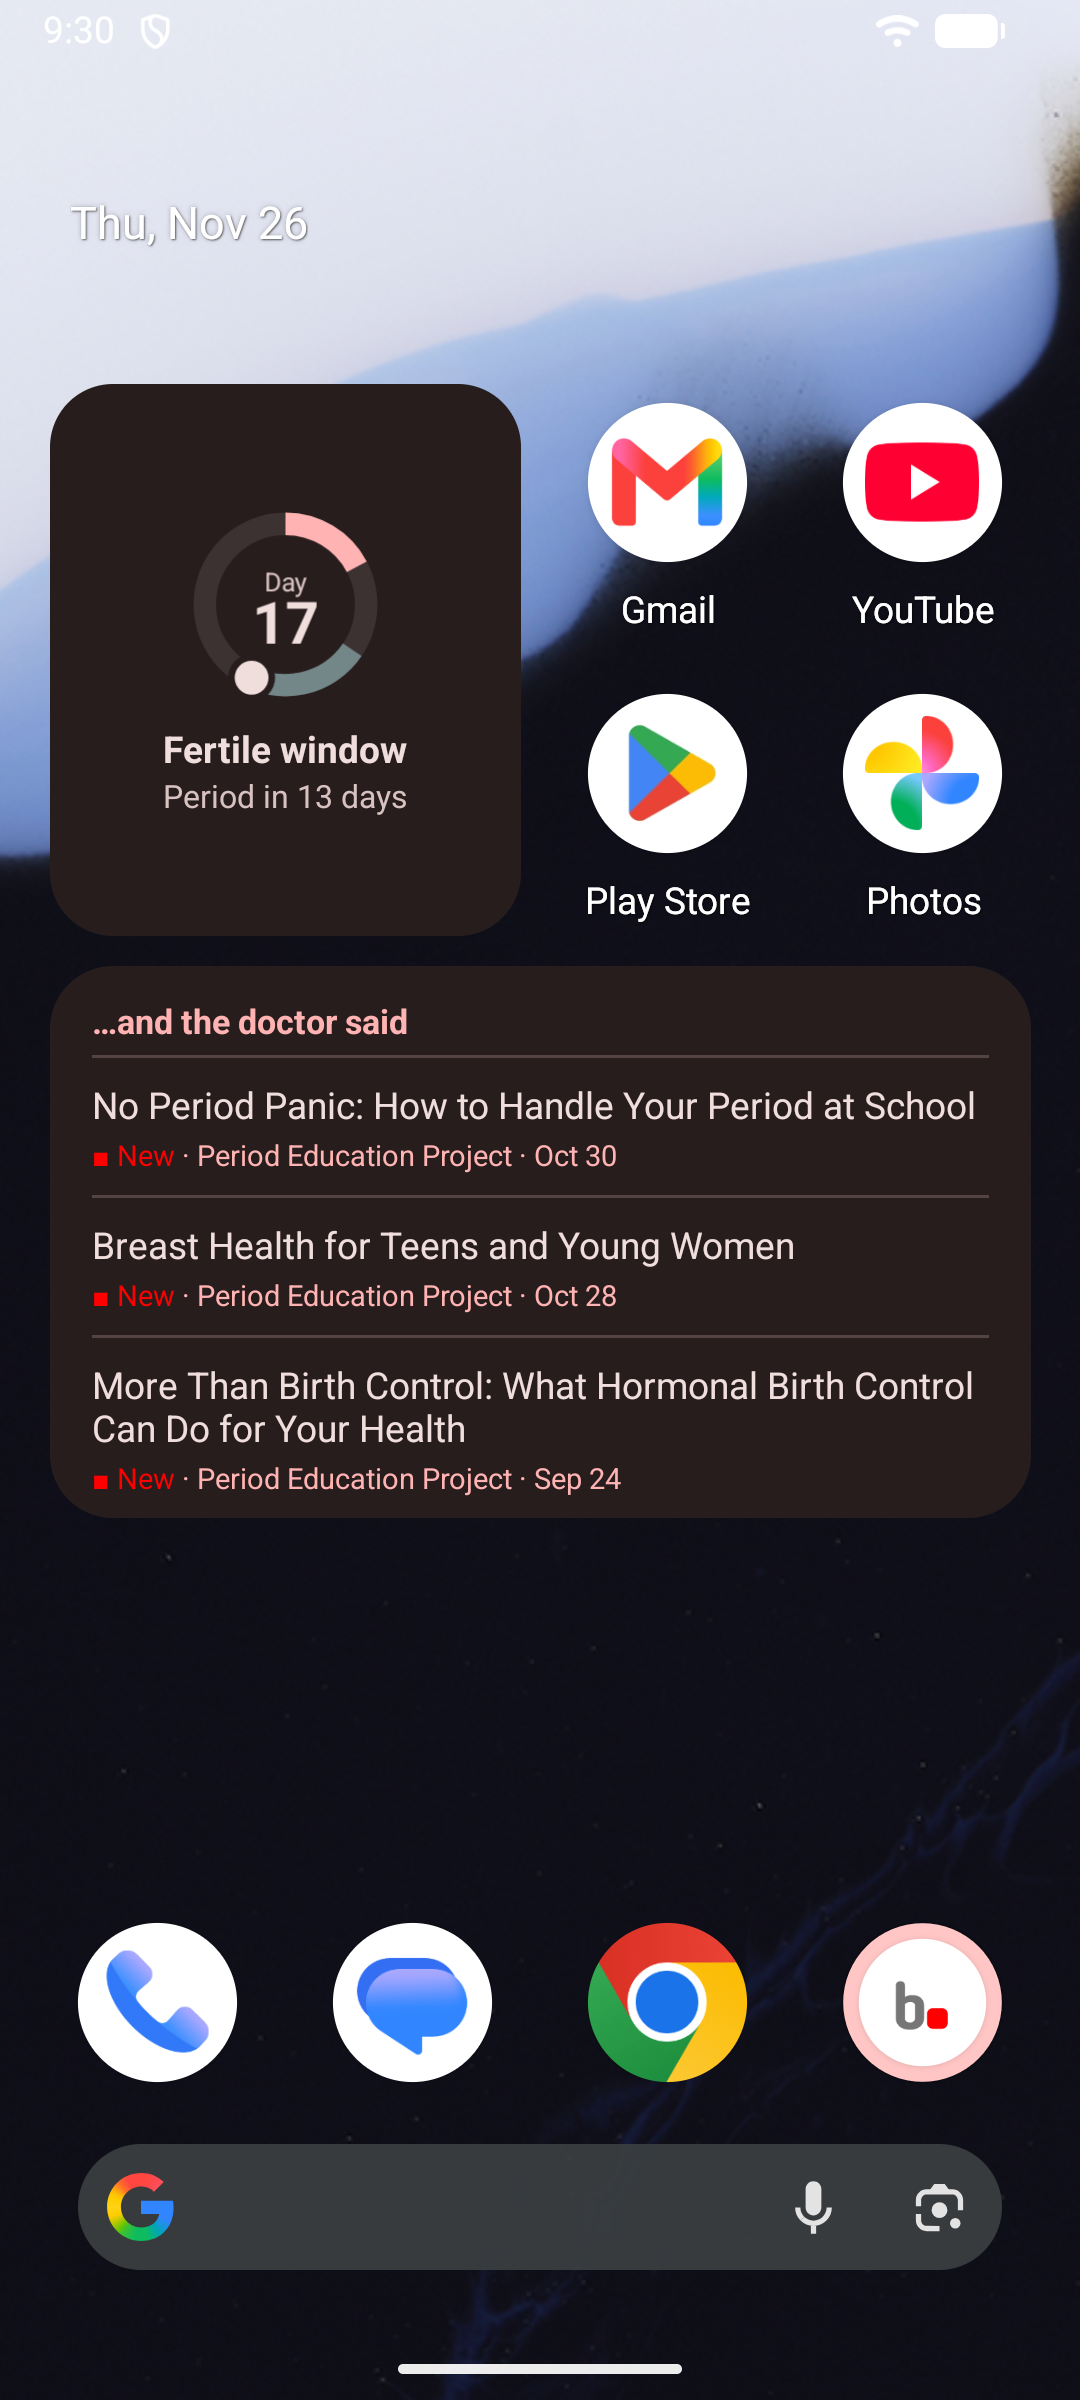 9:30
Thu, Nov 26
Day
17
Fertile window
Period in 13 days
Gmail
YouTube
Play Store
Photos
…and the doctor said
No Period Panic: How to Handle Your Period at School
New · Period Education Project · Oct 30
Breast Health for Teens and Young Women
New · Period Education Project · Oct 28
More Than Birth Control: What Hormonal Birth Control
Can Do for Your Health
New · Period Education Project · Sep 24
b.